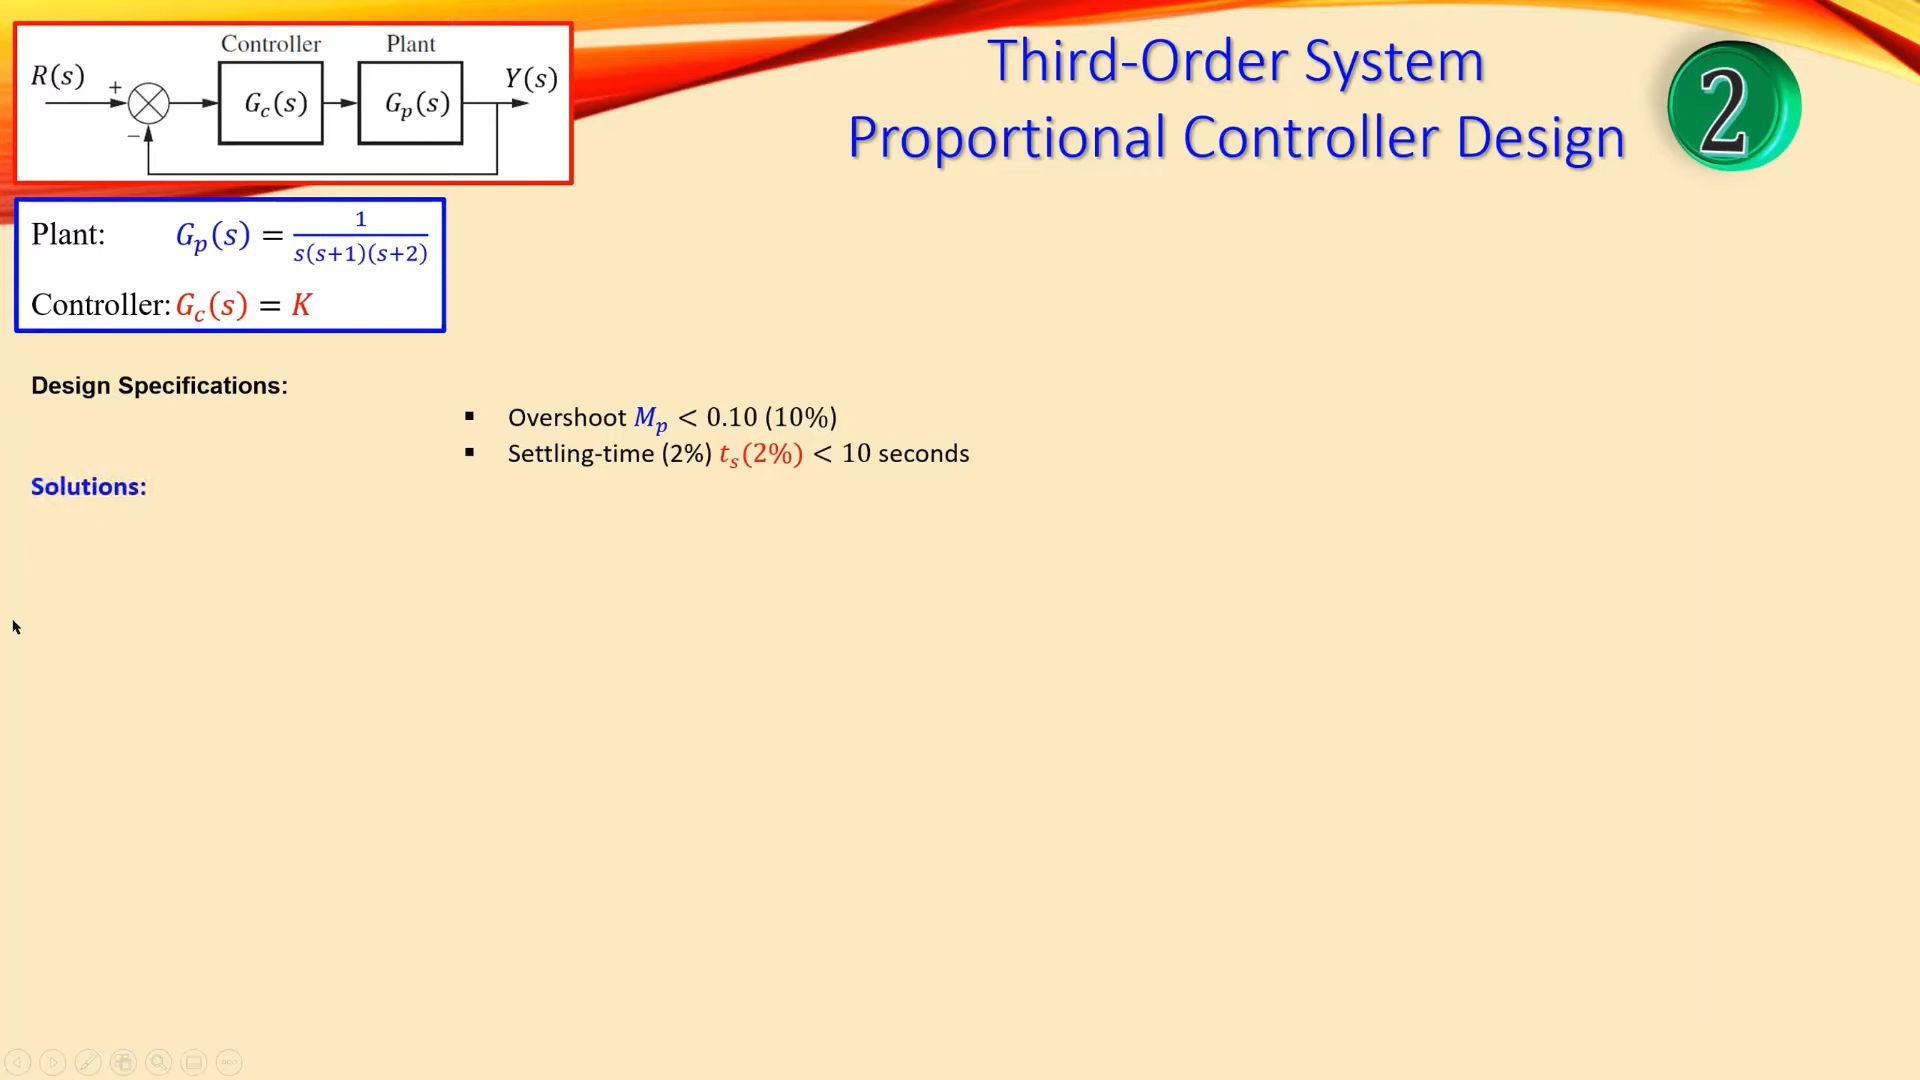 Controller Plant
R(s) + − G_c(s) G_p(s) Y(s)
Third-Order System
Proportional Controller Design
2
Plant: G_p(s) = 1 / s(s+1)(s+2)
Controller: G_c(s) = K
Design Specifications:
▪ Overshoot M_p < 0.10 (10%)
▪ Settling-time (2%) t_s(2%) < 10 seconds
Solutions: